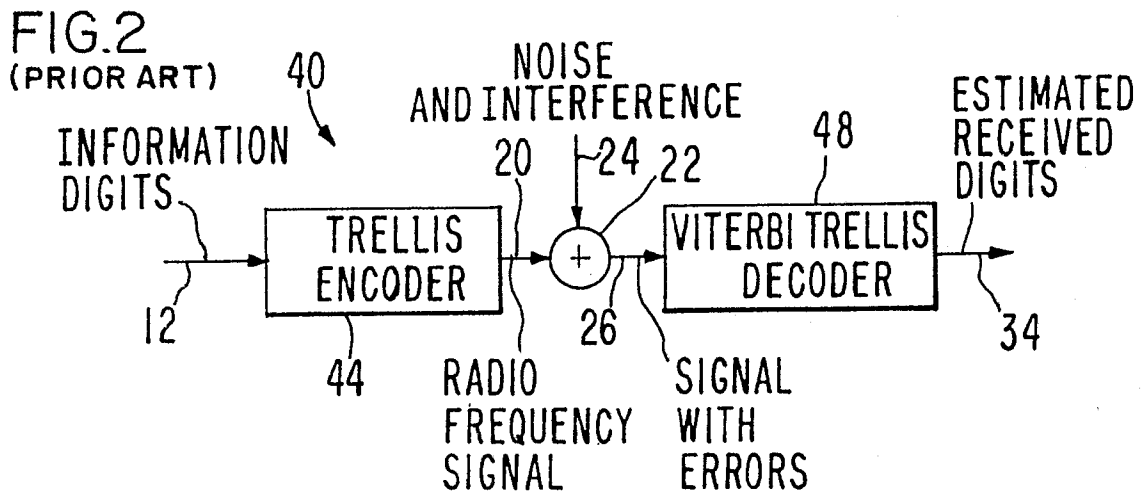 FIG.2
(PRIOR ART)
40
NOISE
AND INTERFERENCE
INFORMATION
DIGITS
20
24
22
48
ESTIMATED
RECEIVED
DIGITS
TRELLIS
ENCODER
+
VITERBI TRELLIS
DECODER
12
44
26
34
RADIO
FREQUENCY
SIGNAL
SIGNAL
WITH
ERRORS